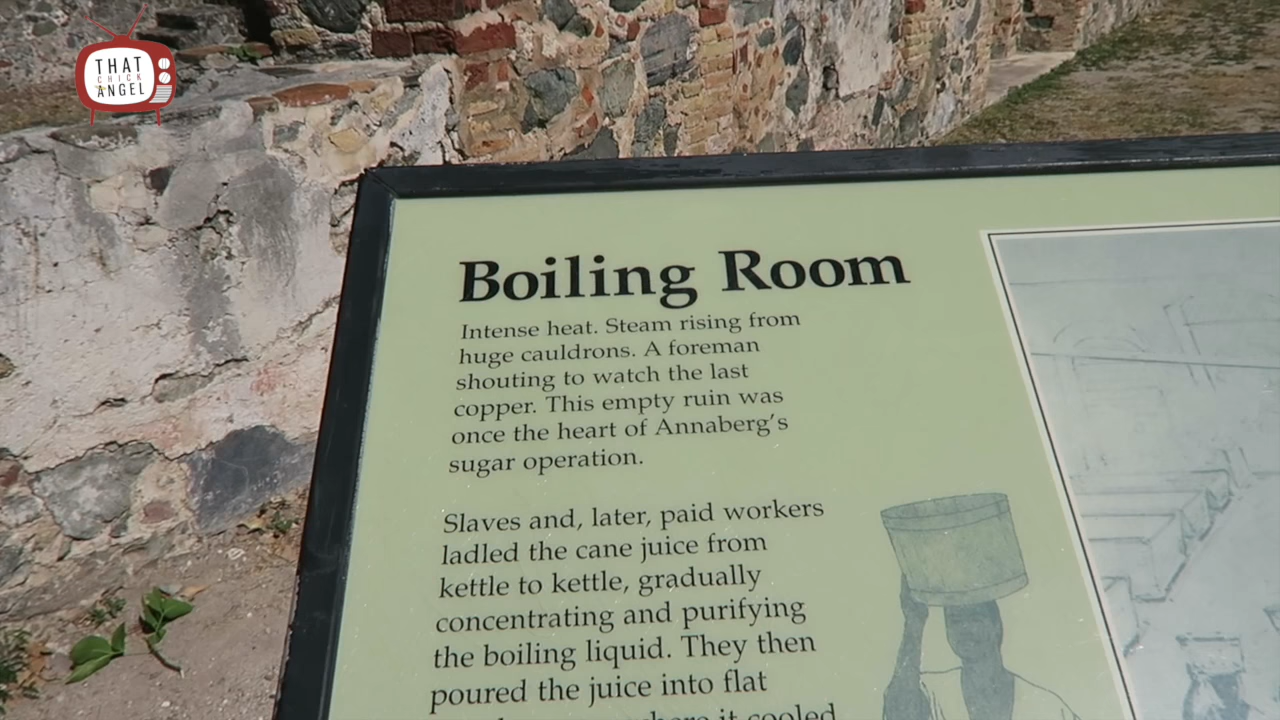 THAT
CHICK
ANGEL
Boiling Room
Intense heat. Steam rising from
huge cauldrons. A foreman
shouting to watch the last
copper. This empty ruin was
once the heart of Annaberg's
sugar operation.
Slaves and, later, paid workers
ladled the cane juice from
kettle to kettle, gradually
concentrating and purifying
the boiling liquid. They then
poured the juice into flat
where it cooled